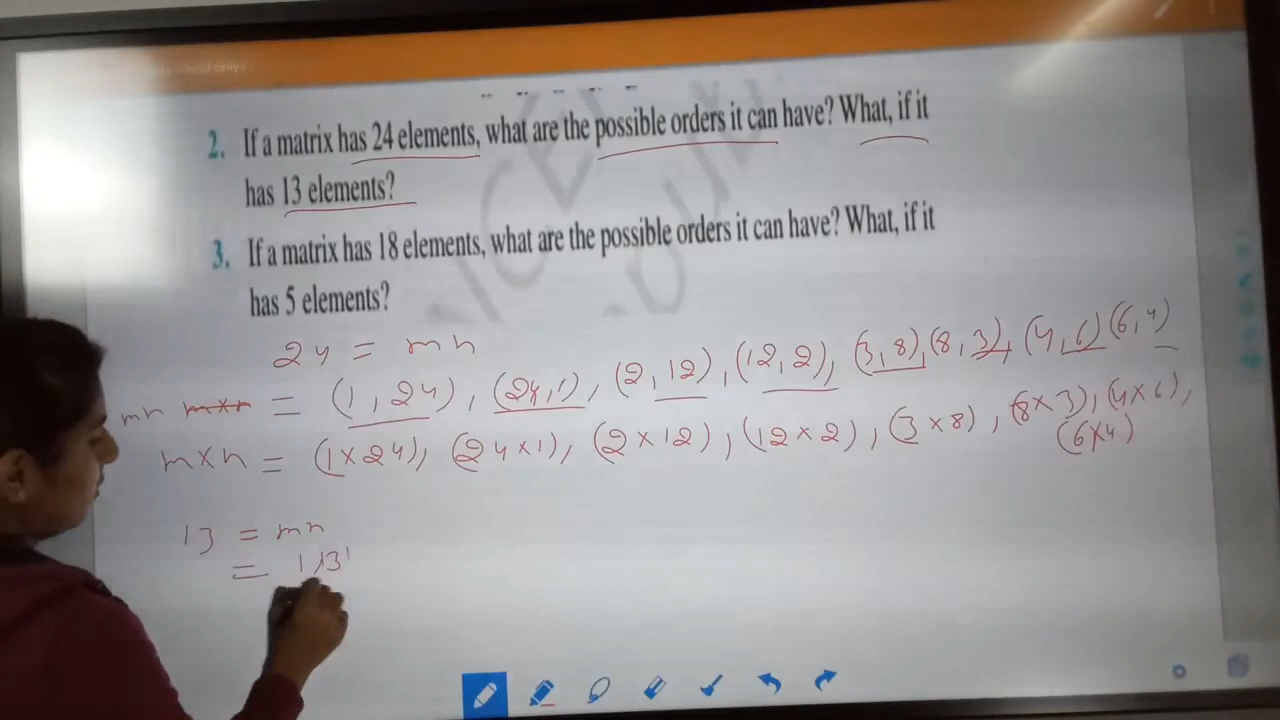 2. If a matrix has 24 elements, what are the possible orders it can have? What, if it
has 13 elements?
3. If a matrix has 18 elements, what are the possible orders it can have? What, if it
has 5 elements?
24 = mn
mn m×n = (1, 24), (24, 1), (2, 12), (12, 2), (3, 8) (8, 3), (4, 6) (6, 4)
m×n = (1×24), (24×1), (2×12), (12×2), (3×8), (8×3), (4×6),
(6×4)
13 = mn
= 1,13